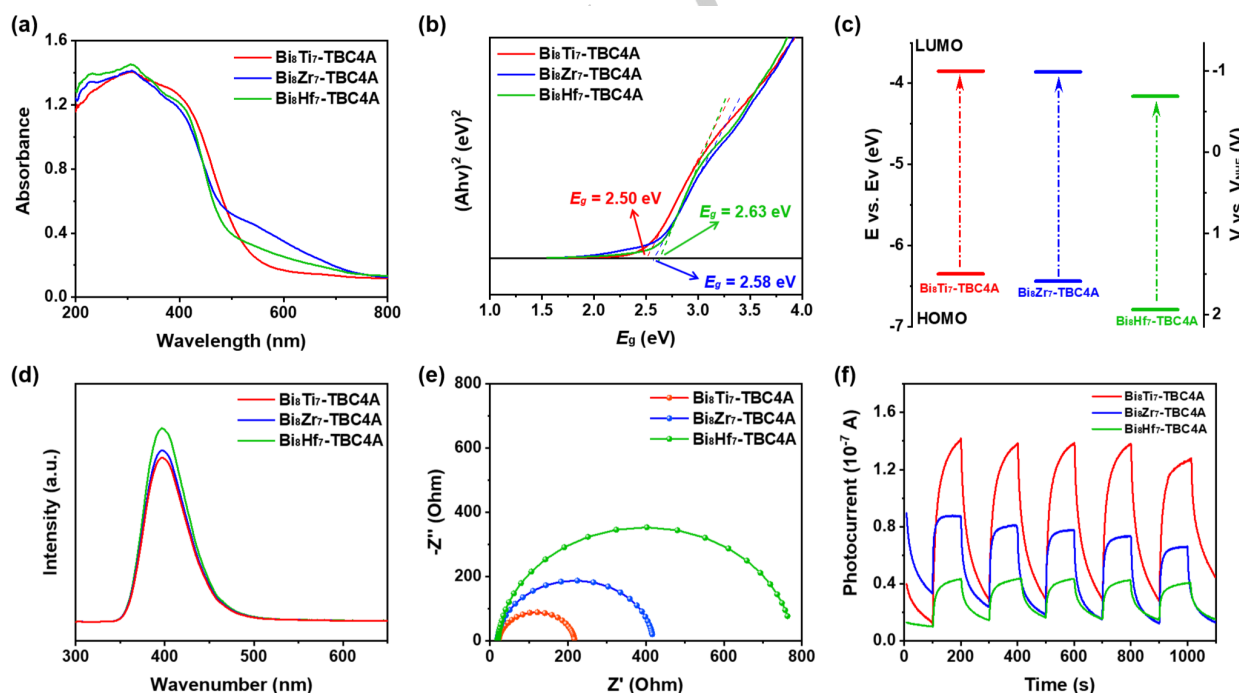 (a)
1.6
1.2
0.8
0.4
0.0
200
400
600
800
Absorbance
Wavelength (nm)
Bi₈Ti₇-TBC4A
Bi₈Zr₇-TBC4A
Bi₈Hf₇-TBC4A
(b)
(Ahv)² (eV)²
Bi₈Ti₇-TBC4A
Bi₈Zr₇-TBC4A
Bi₈Hf₇-TBC4A
Eg = 2.50 eV
Eg = 2.63 eV
Eg = 2.58 eV
1.0
1.5
2.0
2.5
3.0
3.5
4.0
Eg (eV)
(c)
LUMO
-4
-5
-6
-7
E vs. Ev (eV)
-1
0
1
2
V vs. (V)
Bi₈Ti₇-TBC4A
Bi₈Zr₇-TBC4A
Bi₈Hf₇-TBC4A
HOMO
(d)
Intensity (a.u.)
Bi₈Ti₇-TBC4A
Bi₈Zr₇-TBC4A
Bi₈Hf₇-TBC4A
300
400
500
600
Wavenumber (nm)
(e)
800
600
400
200
0
-Z'' (Ohm)
Bi₈Ti₇-TBC4A
Bi₈Zr₇-TBC4A
Bi₈Hf₇-TBC4A
0
200
400
600
800
Z' (Ohm)
(f)
1.6
1.2
0.8
0.4
0.0
Photocurrent (10⁻⁷ A)
Bi₈Ti₇-TBC4A
Bi₈Zr₇-TBC4A
Bi₈Hf₇-TBC4A
0
200
400
600
800
1000
Time (s)